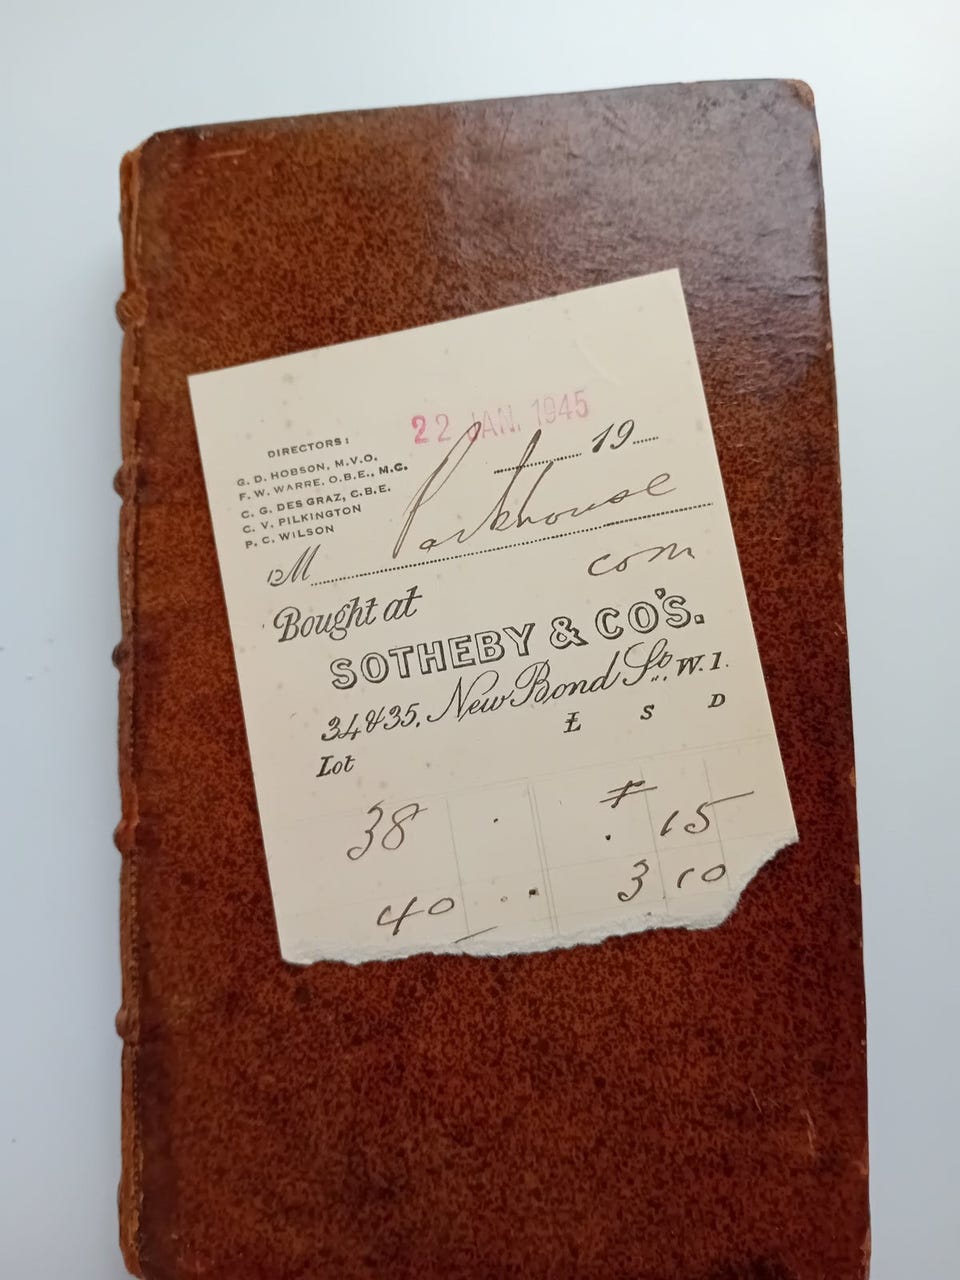 22 JAN. 1945
DIRECTORS:
G. D. HOBSON, M.V.O.
F. W. WARRE, O.B.E., M.C.
C. G. DES GRAZ, C.B.E.
C. V. PILKINGTON
P. C. WILSON
19
M Parkhouse
com
Bought at
SOTHEBY & CO'S.
34 & 35, New Bond St., W.1.
£ S D
Lot
38 15
40 3 10